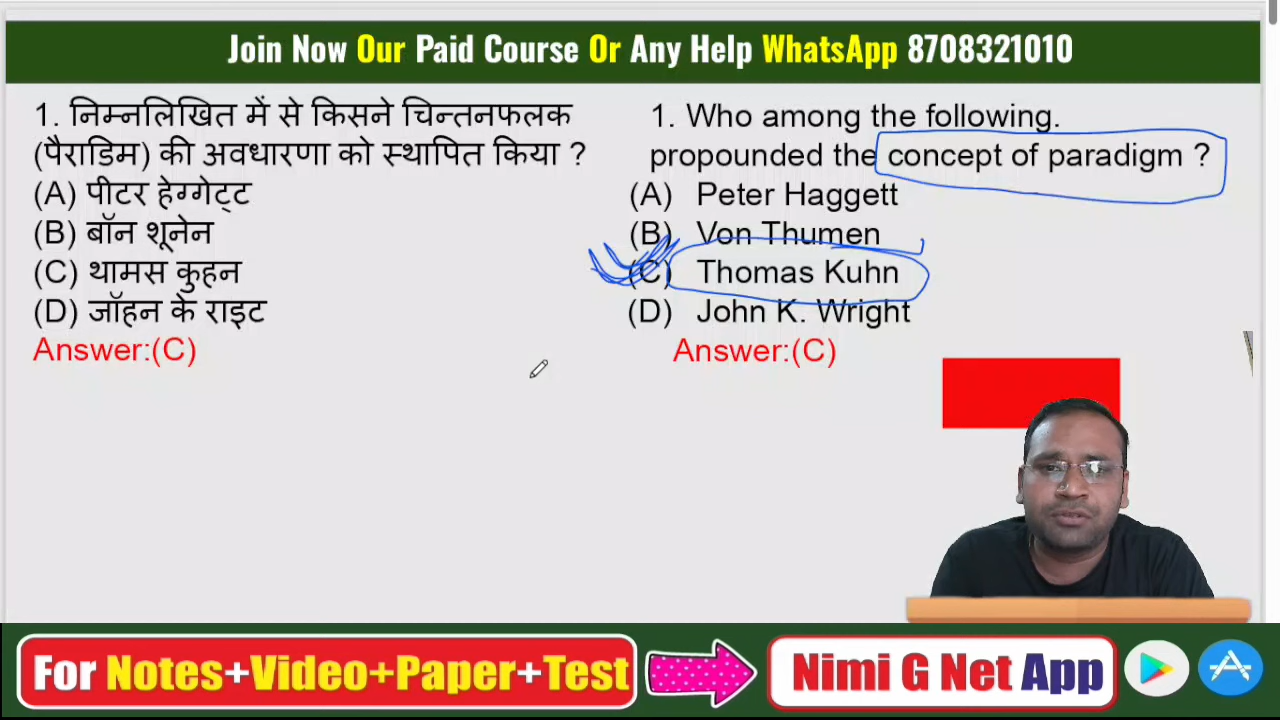 Join Now Our Paid Course Or Any Help WhatsApp 8708321010
1. निम्नलिखित में से किसने चिन्तनफलक
(पैराडिम) की अवधारणा को स्थापित किया ?
(A) पीटर हेग्गेट्ट
(B) बॉन शूनेन
(C) थामस कुहन
(D) जॉहन के राइट
Answer:(C)
1. Who among the following.
propounded the concept of paradigm ?
(A) Peter Haggett
(B) Von Thumen
(C) Thomas Kuhn
(D) John K. Wright
Answer:(C)
For Notes+Video+Paper+Test
Nimi G Net App